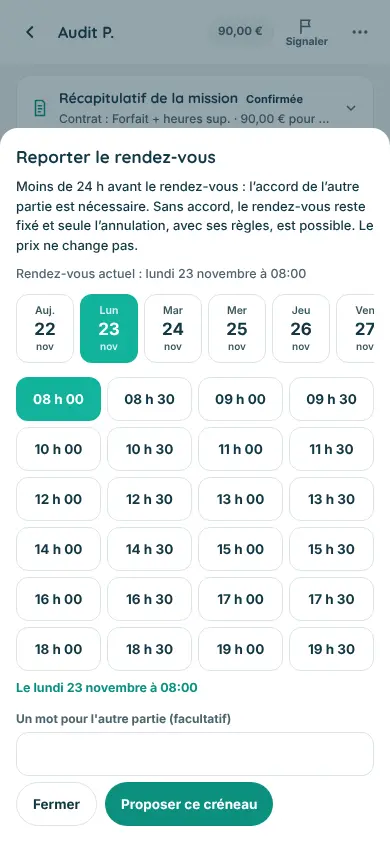 Audit P.
90,00 €
Signaler
Récapitulatif de la mission Confirmée
Contrat : Forfait + heures sup. · 90,00 € pour ...
Reporter le rendez-vous
Moins de 24 h avant le rendez-vous : l'accord de l'autre
partie est nécessaire. Sans accord, le rendez-vous reste
fixé et seule l'annulation, avec ses règles, est possible. Le
prix ne change pas.
Rendez-vous actuel : lundi 23 novembre à 08:00
Auj. Lun Mar Mer Jeu Ven
22 23 24 25 26 27
nov nov nov nov nov nov
08 h 00 08 h 30 09 h 00 09 h 30
10 h 00 10 h 30 11 h 00 11 h 30
12 h 00 12 h 30 13 h 00 13 h 30
14 h 00 14 h 30 15 h 00 15 h 30
16 h 00 16 h 30 17 h 00 17 h 30
18 h 00 18 h 30 19 h 00 19 h 30
Le lundi 23 novembre à 08:00
Un mot pour l'autre partie (facultatif)
Fermer Proposer ce créneau